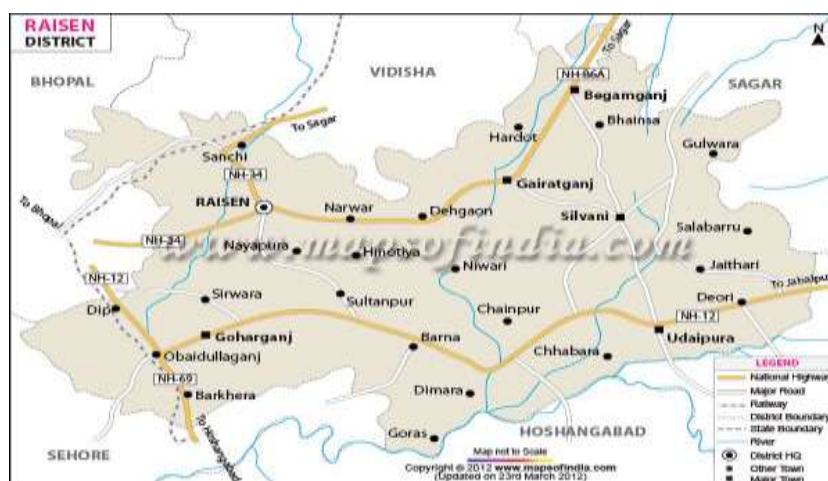 RAISEN
DISTRICT
N
BHOPAL
VIDISHA
SAGAR
To Sagar
NH-86A
Begamganj
Bhainsa
Hardot
Gulwara
To Sagar
Sanchi
NH-34
RAISEN
Gairatganj
Narwar
Dehgaon
Silvani
Salabarru
To Bhopal
NH-34
Nayapura
Hinotiya
www.mapsofindia.com
Niwari
Jaithari
NH-12
Dip
Sirwara
Sultanpur
Deori
To Jabalpur
Chainpur
NH-12
Goharganj
Barna
Udaipura
Obaidullaganj
Chhabara
NH-69
Barkhera
Dimara
To Hoshangabad
Goras
HOSHANGABAD
SEHORE
Map not to Scale
Copyright © 2012 www.mapsofindia.com
(Updated on 23rd March 2012)
LEGEND
National Highway
Major Road
Railway
District Boundary
State Boundary
River
District HQ
Other Town
Major Town